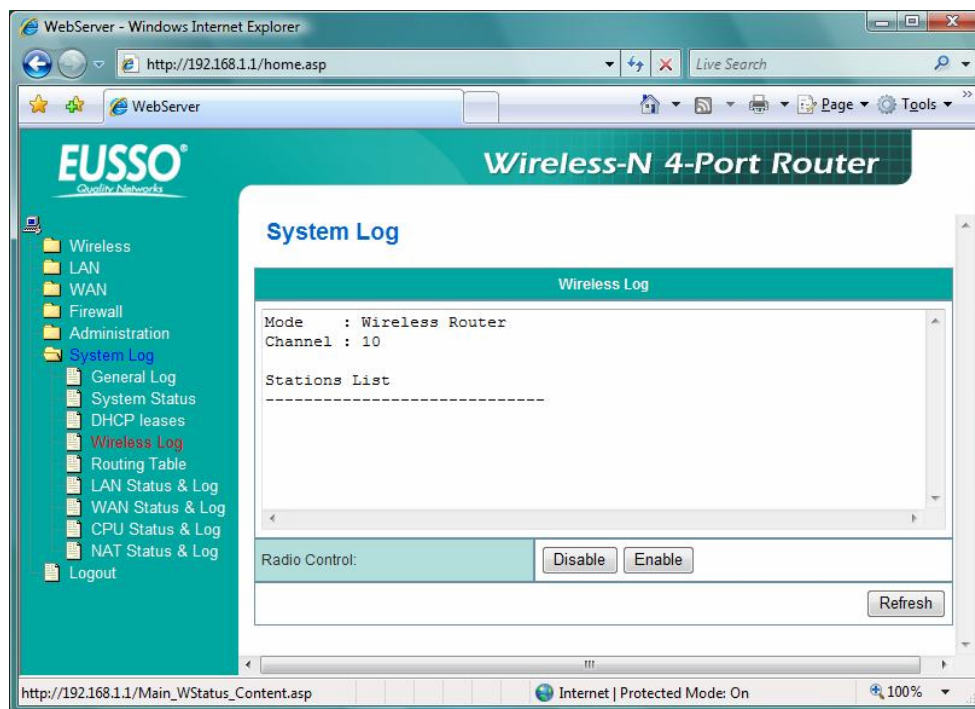 WebServer - Windows Internet Explorer
http://192.168.1.1/home.asp
Live Search
WebServer
Page
Tools
EUSSO®
Quality Networks
Wireless-N 4-Port Router
Wireless
LAN
WAN
Firewall
Administration
System Log
General Log
System Status
DHCP leases
Wireless Log
Routing Table
LAN Status & Log
WAN Status & Log
CPU Status & Log
NAT Status & Log
Logout
System Log
Wireless Log
Mode    : Wireless Router
Channel : 10
Stations List
-----------------------------
Radio Control:
Disable
Enable
Refresh
http://192.168.1.1/Main_WStatus_Content.asp
Internet | Protected Mode: On
100%